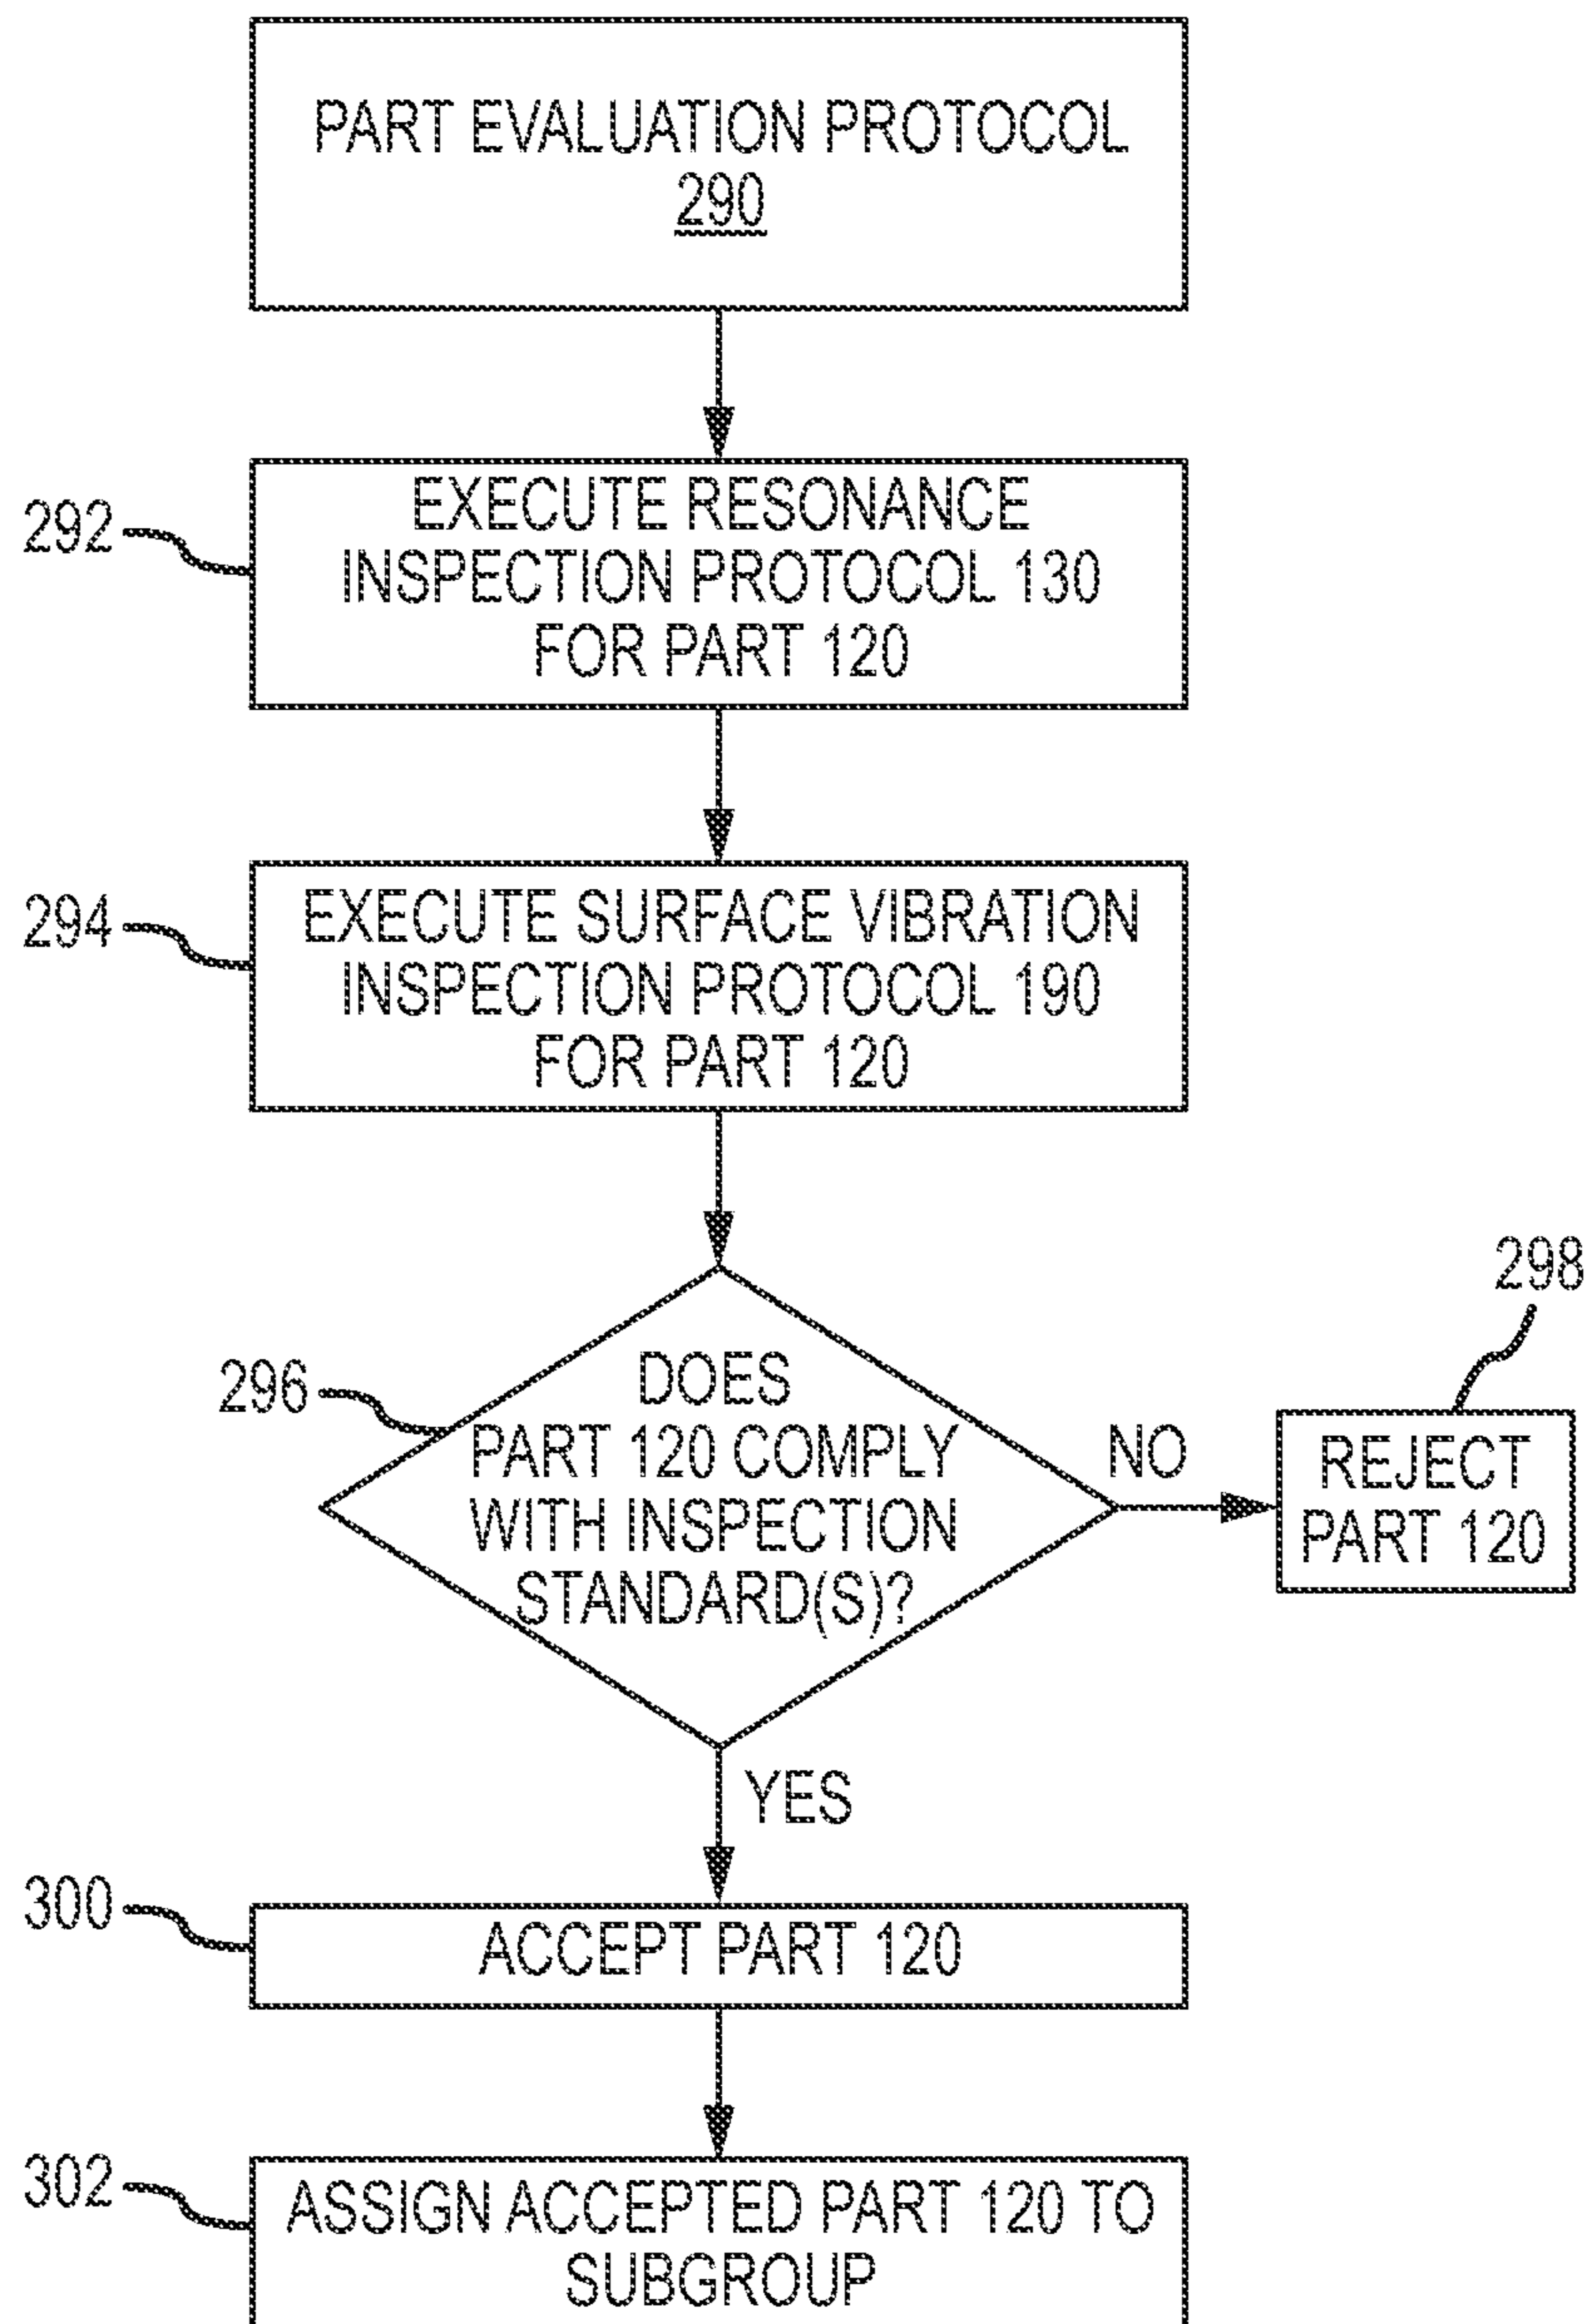 PART EVALUATION PROTOCOL
290
292
EXECUTE RESONANCE
INSPECTION PROTOCOL 130
FOR PART 120
294
EXECUTE SURFACE VIBRATION
INSPECTION PROTOCOL 190
FOR PART 120
296
DOES
PART 120 COMPLY
WITH INSPECTION
STANDARD(S)?
NO
298
REJECT
PART 120
YES
300
ACCEPT PART 120
302
ASSIGN ACCEPTED PART 120 TO
SUBGROUP